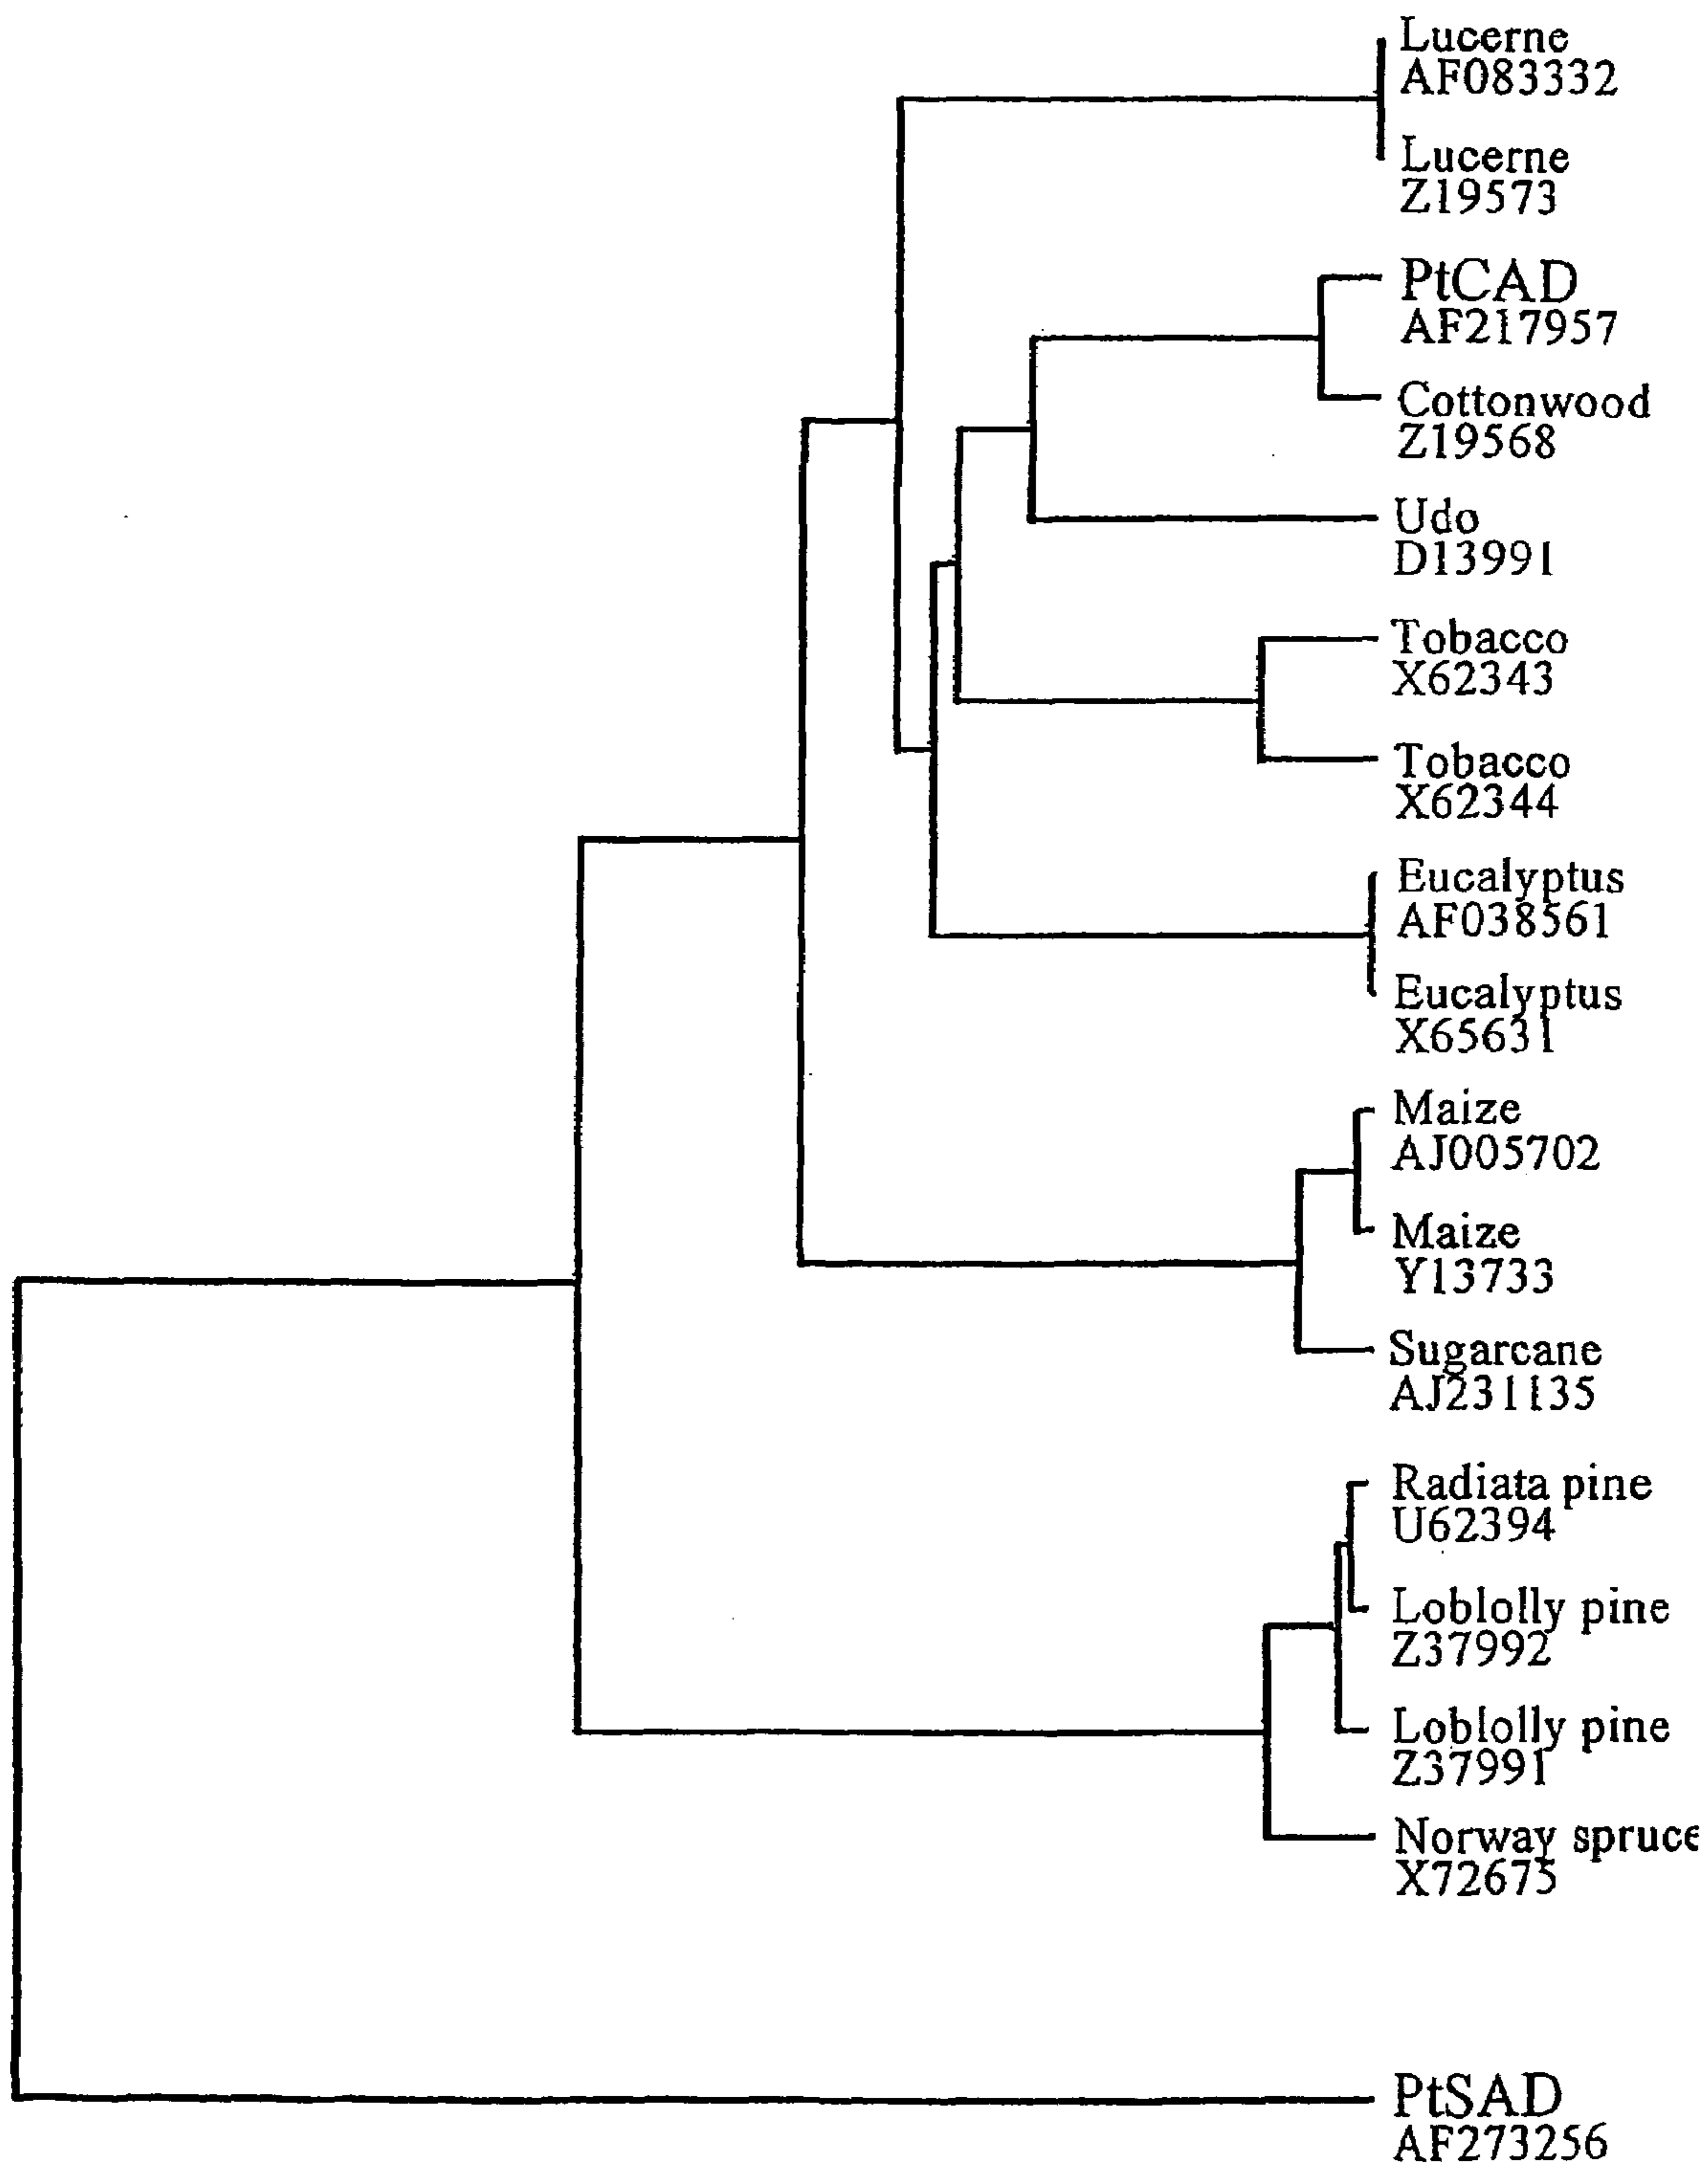 Lucerne
AF083332
Lucerne
Z19573
PtCAD
AF217957
Cottonwood
Z19568
Udo
D13991
Tobacco
X62343
Tobacco
X62344
Eucalyptus
AF038561
Eucalyptus
X65631
Maize
AJ005702
Maize
Y13733
Sugarcane
AJ231135
Radiata pine
U62394
Loblolly pine
Z37992
Loblolly pine
Z37991
Norway spruce
X72675
PtSAD
AF273256